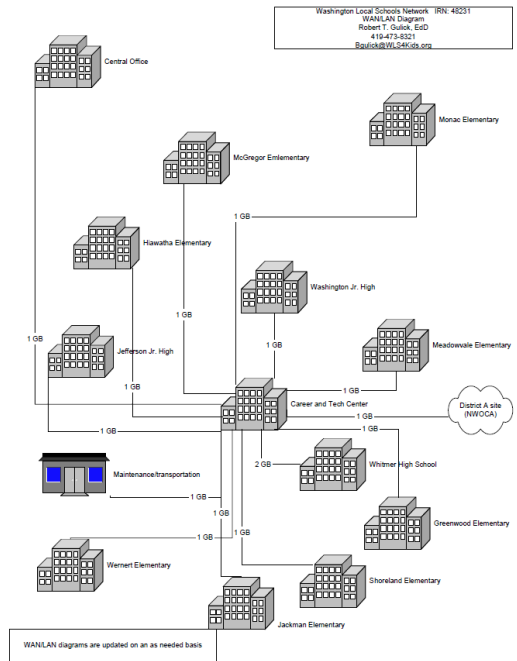 Washington Local Schools Network   IRN: 48231
WAN/LAN Diagram
Robert T. Gulick, EdD
419-473-8321
Bgulick@WLS4Kids.org
Central Office
Monac Elementary
McGregor Emlementary
1 GB
Hiawatha Elementary
Washington Jr. High
1 GB
1 GB
1 GB
Jefferson Jr. High
Meadowvale Elementary
1 GB
1 GB
Career and Tech Center
District A site
(NWOCA)
1 GB
1 GB
1 GB
2 GB
Whitmer High School
Maintenance/transportation
1 GB
1 GB
Greenwood Elementary
1 GB
1 GB
1 GB
Wernert Elementary
Shoreland Elementary
Jackman Elementary
WAN/LAN diagrams are updated on an as needed basis